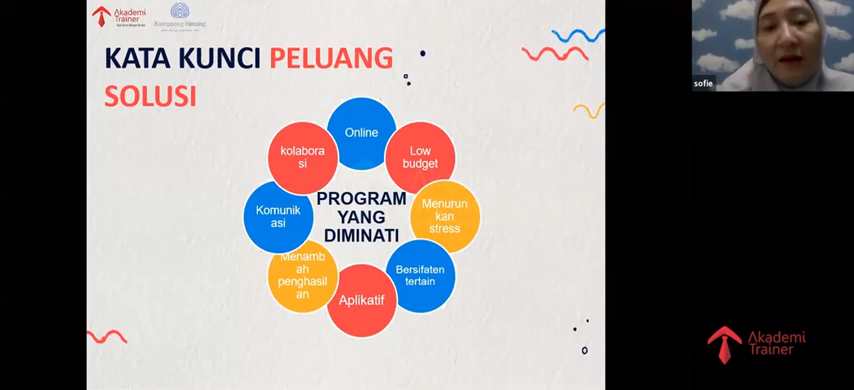 Akademi
Trainer
Kampoeng Hening
KATA KUNCI PELUANG
SOLUSI
Online
Low
budget
Menurun
kan
stress
Bersifaten
tertain
Aplikatif
Menamb
ah
penghasil
an
Komunik
asi
kolabora
si
PROGRAM
YANG
DIMINATI
sofie
Akademi
Trainer